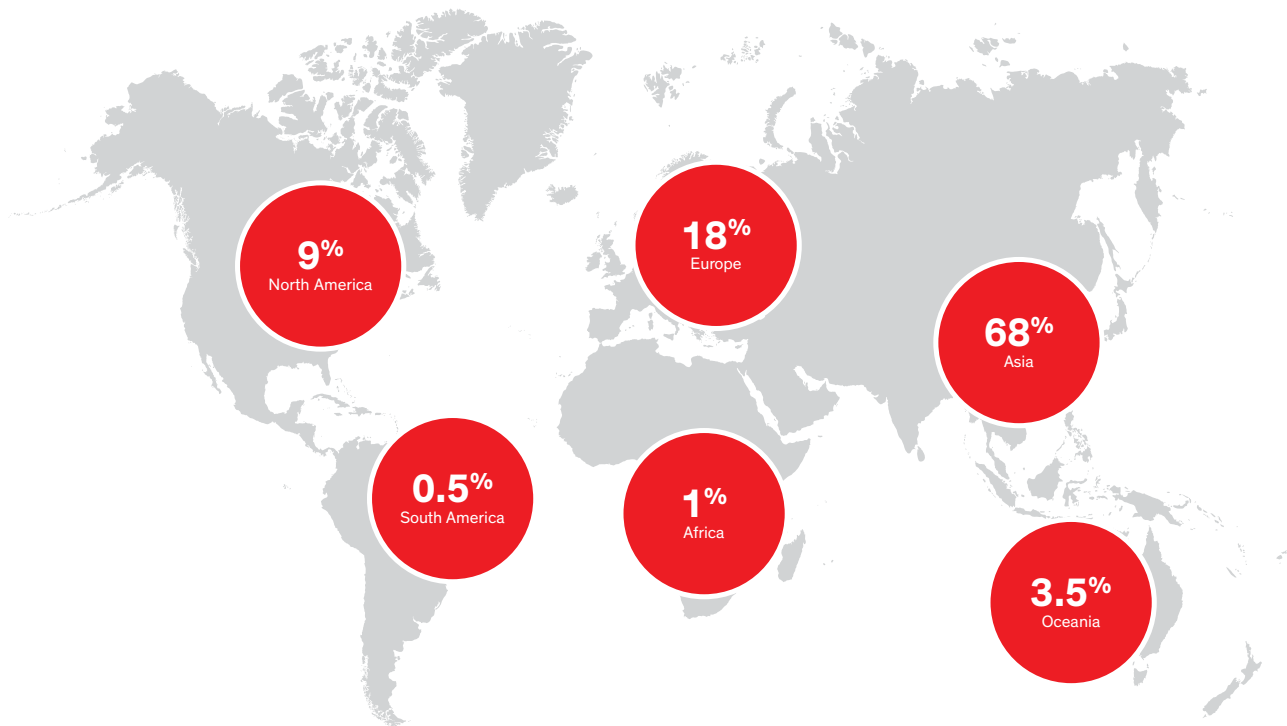 18%
Europe
9%
North America
68%
Asia
0.5%
South America
1%
Africa
3.5%
Oceania